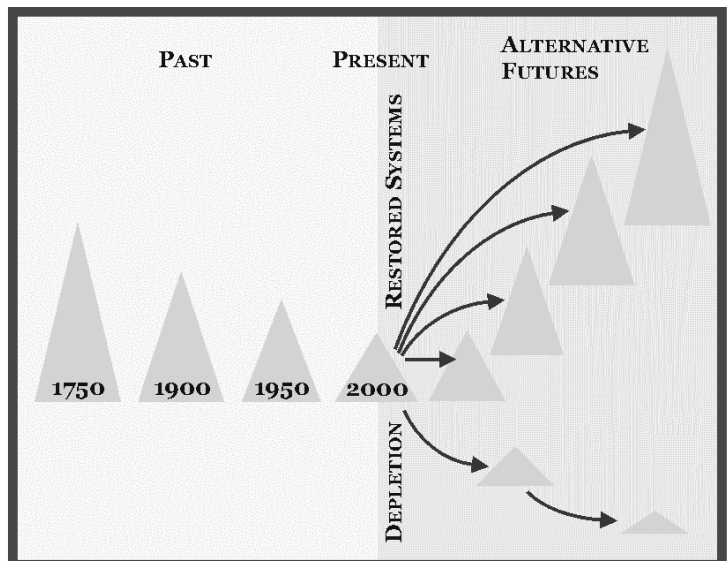 PAST
PRESENT
ALTERNATIVE
FUTURES
RESTORED SYSTEMS
1750
1900
1950
2000
DEPLETION